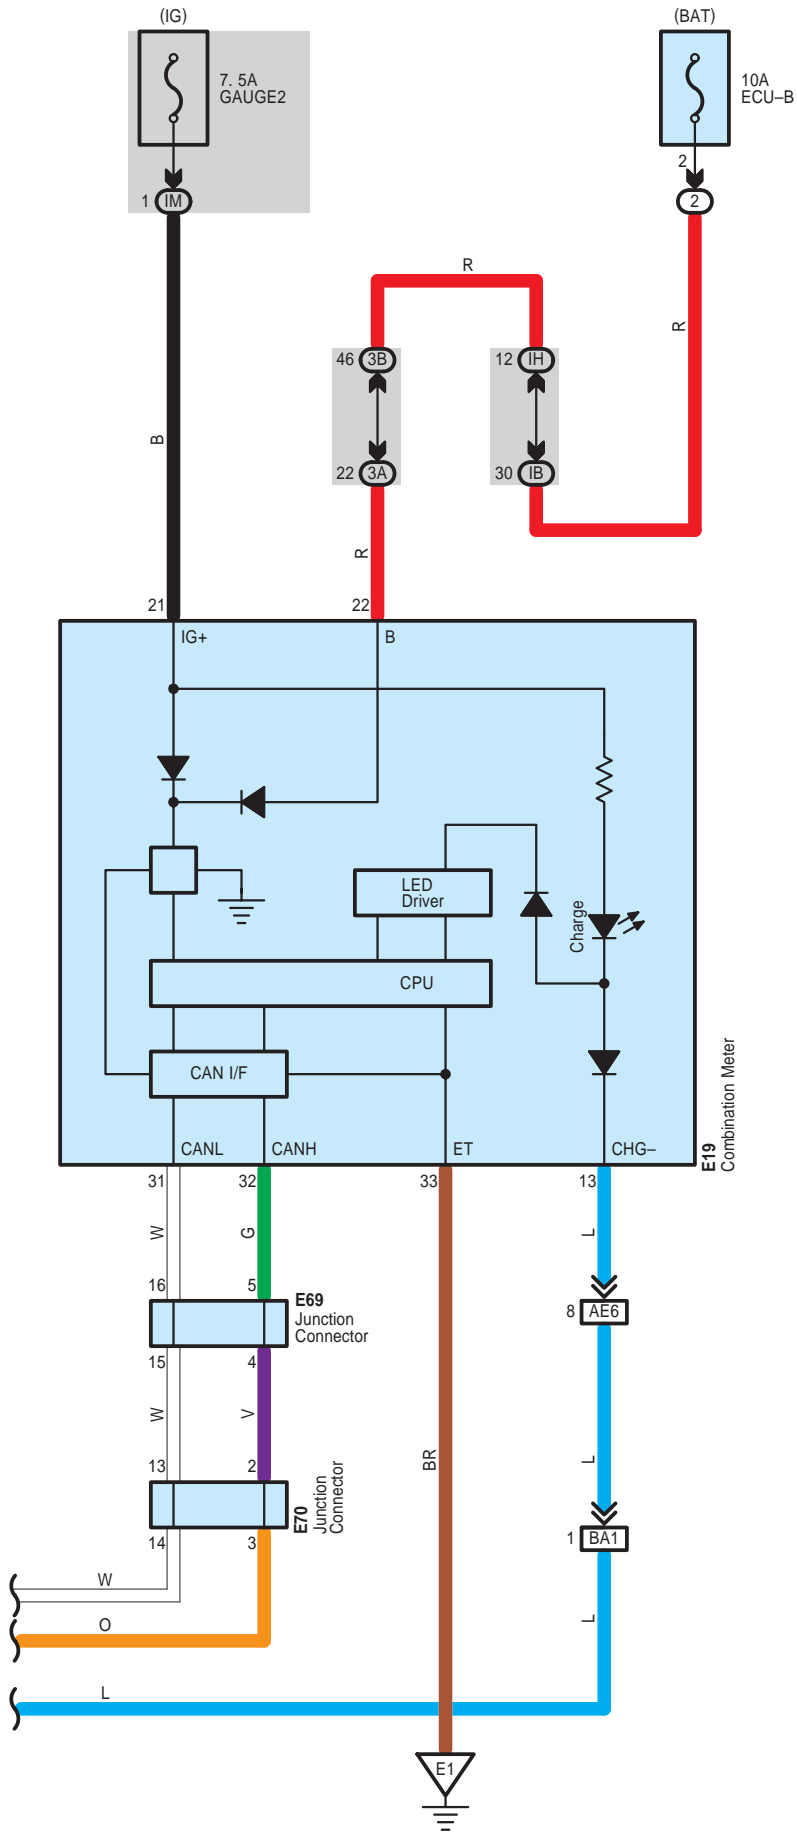 (IG)
(BAT)
7. 5A
GAUGE2
10A
ECU–B
2
1 IM
2
R
R
46 3B
12 IH
B
22 3A
30 IB
R
21
22
IG+
B
LED
Driver
Charge
CPU
CAN I/F
E19
Combination Meter
CANL
CANH
ET
CHG–
31
32
33
13
W
G
L
16
5
E69
Junction
Connector
8 AE6
15
4
W
V
BR
L
13
2
E70
Junction
Connector
14
3
1 BA1
W
O
L
L
E1